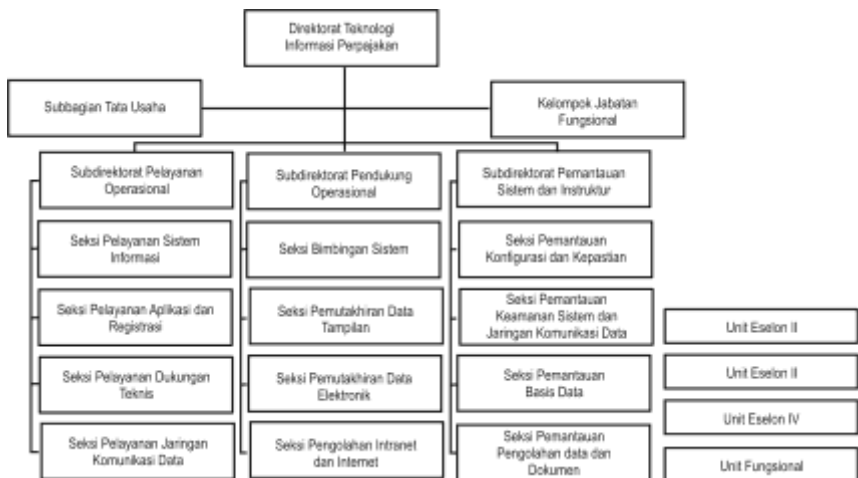 Direktorat Teknologi
Informasi Perpajakan
Subbagian Tata Usaha
Kelompok Jabatan
Fungsional
Subdirektorat Pelayanan
Operasional
Seksi Pelayanan Sistem
Informasi
Seksi Pelayanan Aplikasi dan
Registrasi
Seksi Pelayanan Dukungan
Teknis
Seksi Pelayanan Jaringan
Komunikasi Data
Subdirektorat Pendukung
Operasional
Seksi Bimbingan Sistem
Seksi Pemutakhiran Data
Tampilan
Seksi Pemutakhiran Data
Elektronik
Seksi Pengolahan Intranet
dan Internet
Subdirektorat Pemantauan
Sistem dan Instruktur
Seksi Pemantauan
Konfigurasi dan Kepastian
Seksi Pemantauan
Keamanan Sistem dan
Jaringan Komunikasi Data
Seksi Pemantauan
Basis Data
Seksi Pemantauan
Pengolahan data dan
Dokumen
Unit Eselon II
Unit Eselon II
Unit Eselon IV
Unit Fungsional